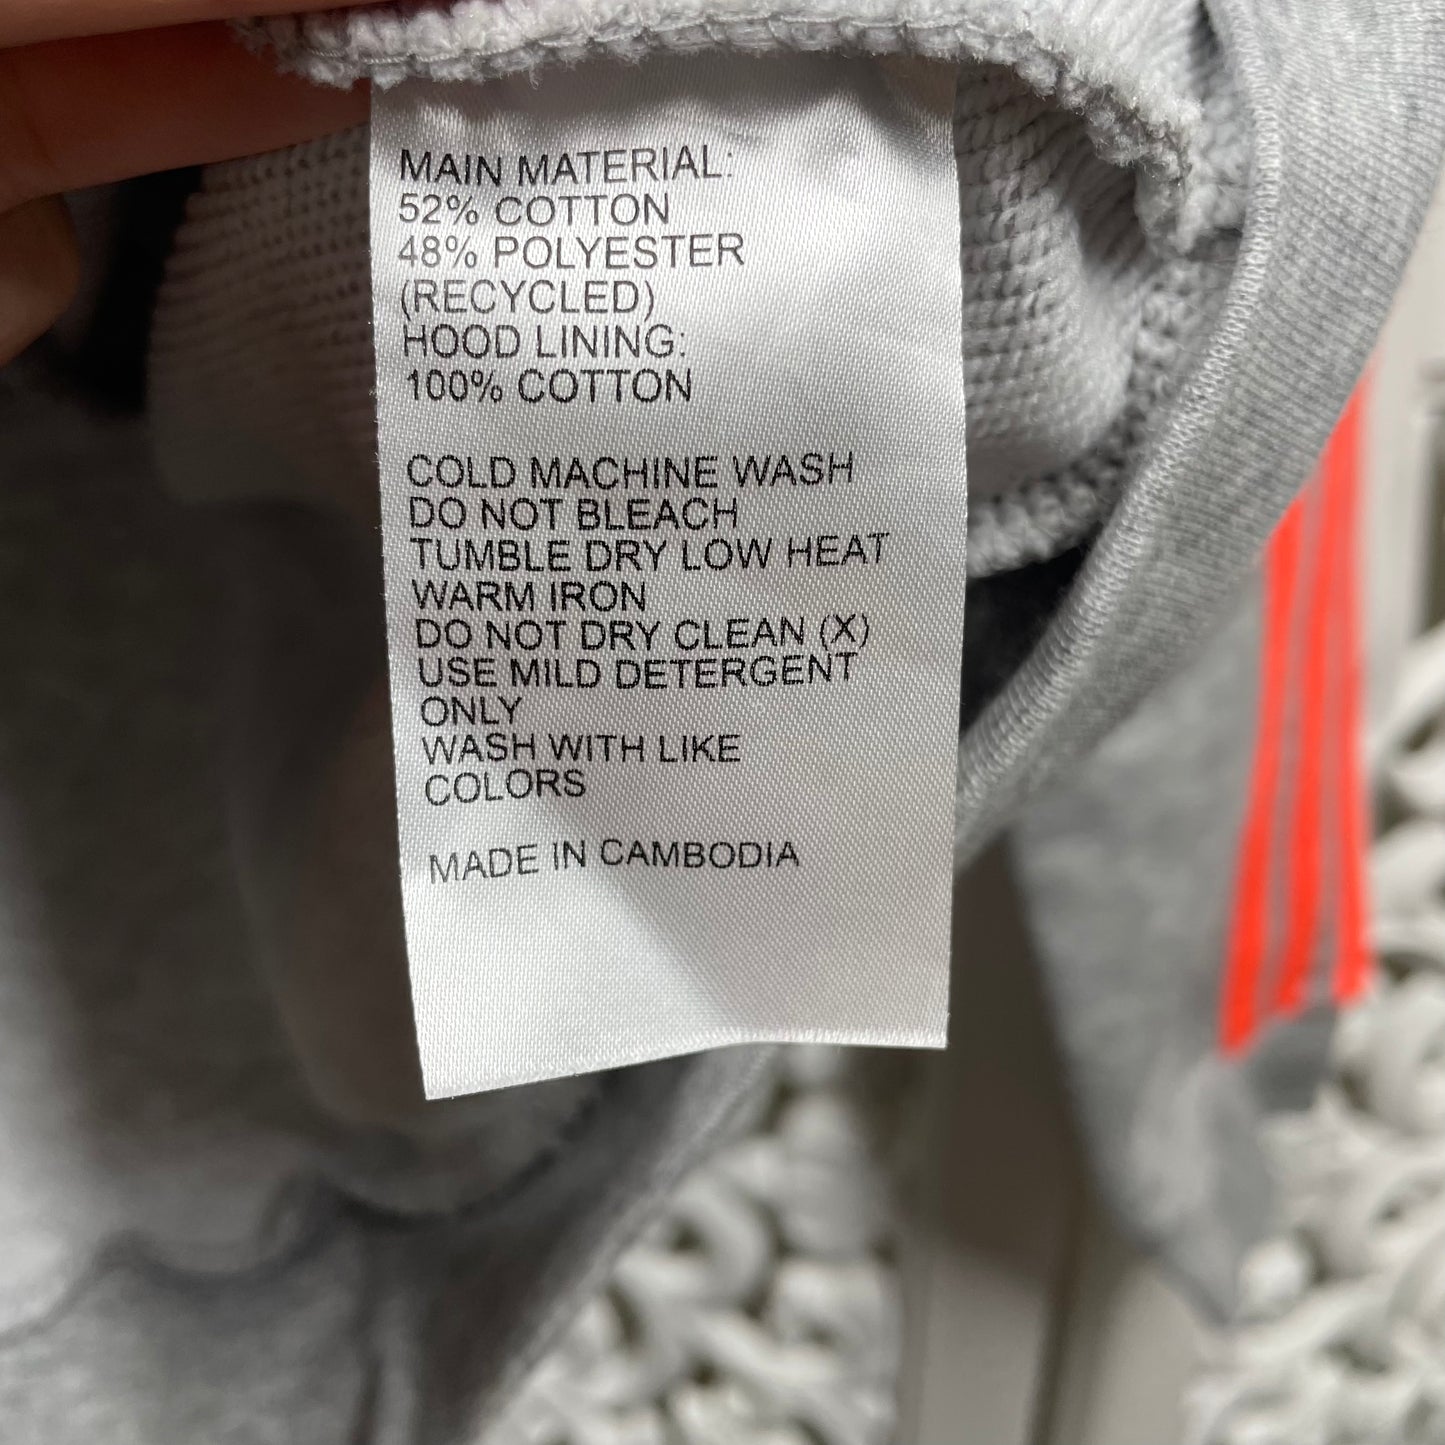 MAIN MATERIAL:
52% COTTON
48% POLYESTER
(RECYCLED)
HOOD LINING:
100% COTTON
COLD MACHINE WASH
DO NOT BLEACH
TUMBLE DRY LOW HEAT
WARM IRON
DO NOT DRY CLEAN (X)
USE MILD DETERGENT
ONLY
WASH WITH LIKE
COLORS
MADE IN CAMBODIA